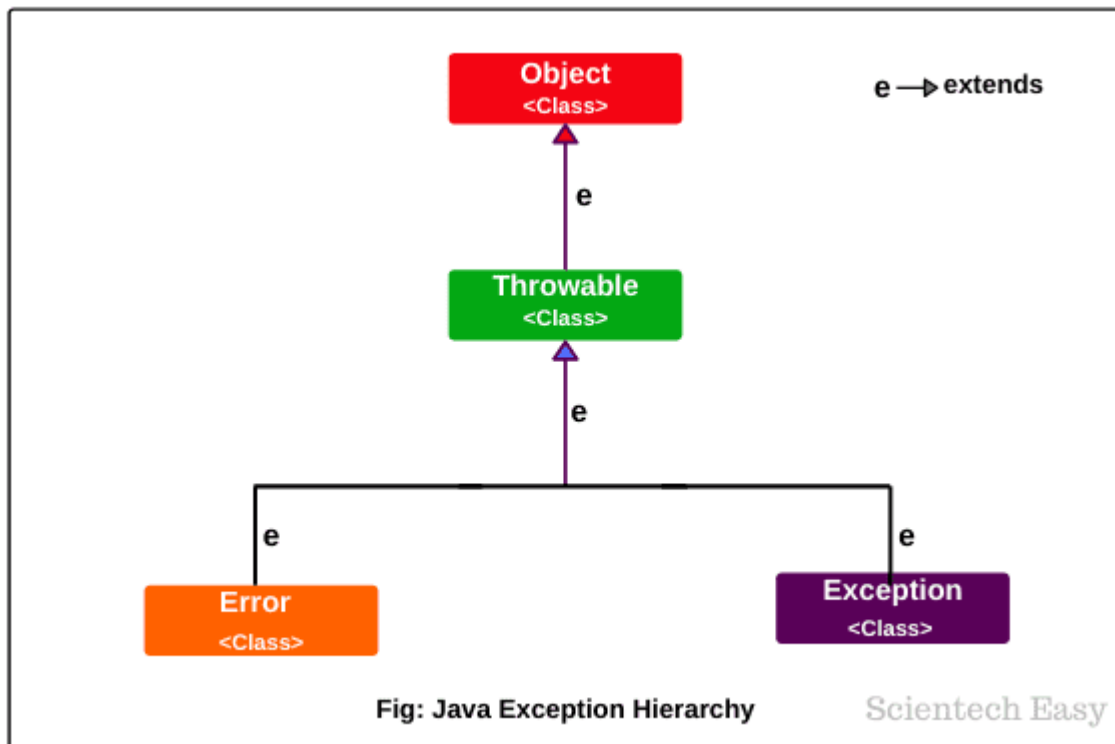 Object
<Class>
e → extends
e
Throwable
<Class>
e
e
e
Error
<Class>
Exception
<Class>
Fig: Java Exception Hierarchy
Scientech Easy